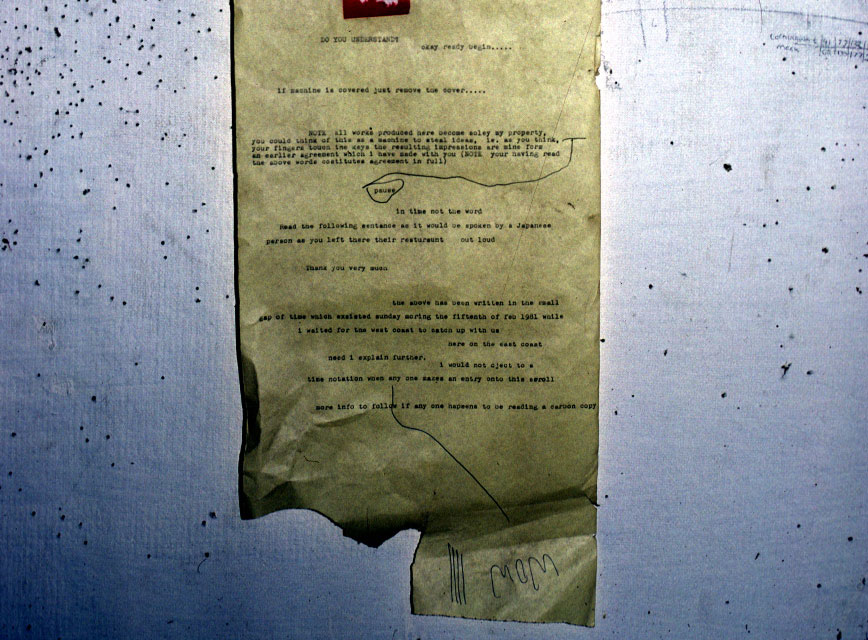 DO YOU UNDERSTAND?
okay ready begin.....
if machine is covered just remove the cover.....
NOTE all works produced here become soley my property,
you could think of this as a machine to steal ideas, ie. as you think,
your fingers touch the keys the resulting impressions are mine form
an earlier agreement which i have made with you (NOTE your having read
the above words costitutes agreement in full)
pause
in time not the word
Read the following sentance as it would be spoken by a Japanese
person as you left there their resturaunt out loud
Thank you very much
the above has been written in the small
gap of time which exsisted sunday moring the fifteenth of feb 1981 while
i waited for the west coast to catch up with us
here on the east coast
need i explain further.
i would not oject to a
time notation when any one makes an entry onto this scroll
more info to follow if any one hapoens to be reading a carbon copy
MOM